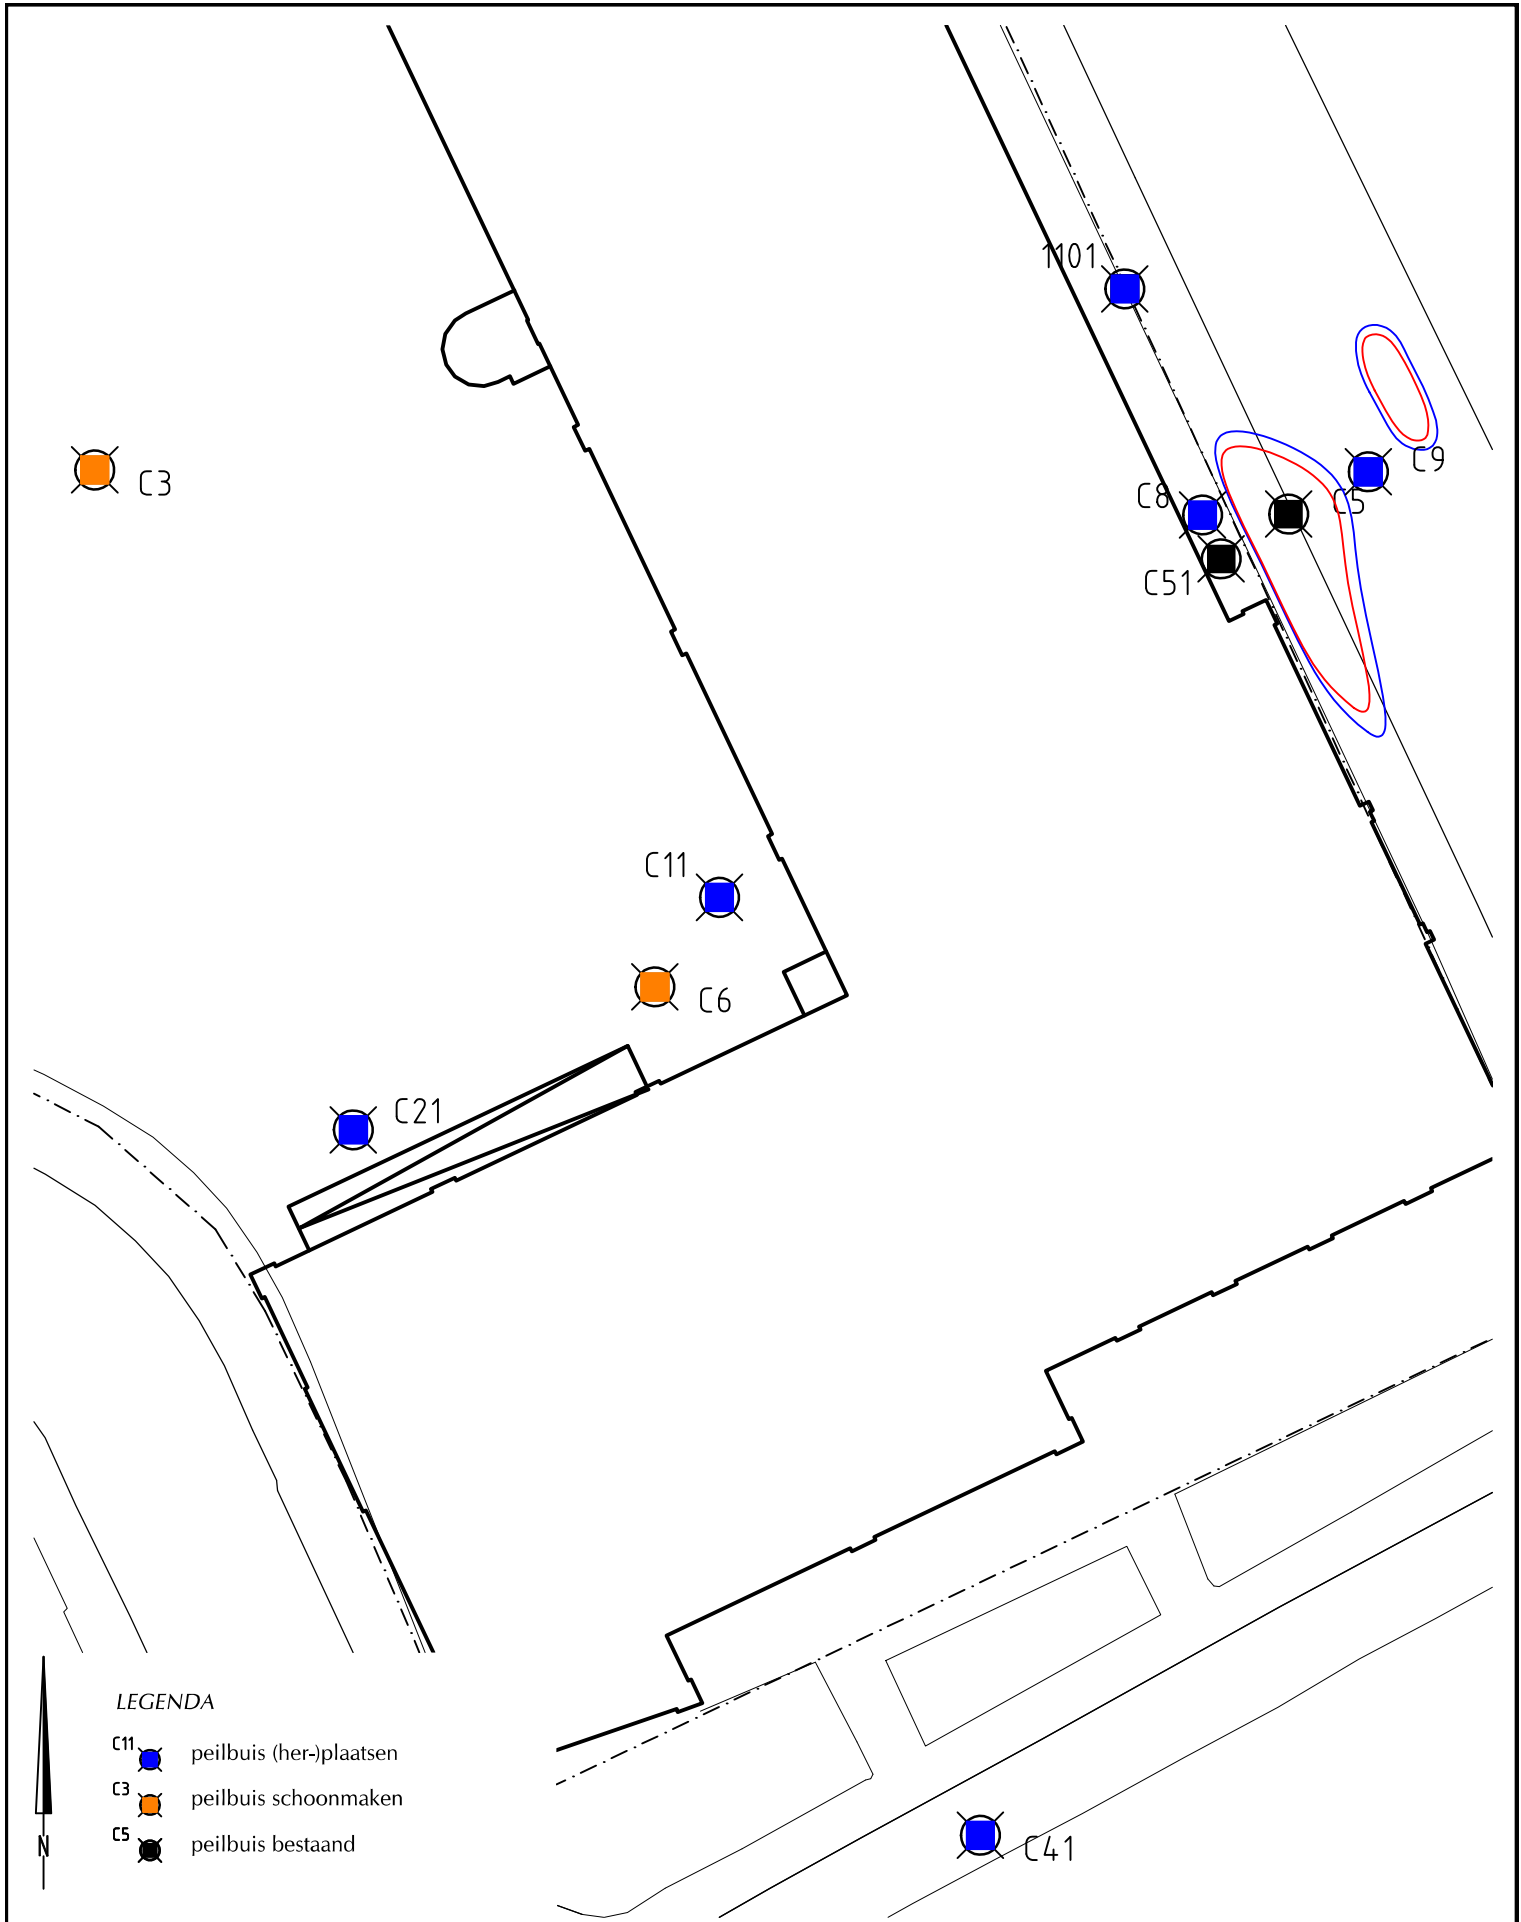 1101
C9
C3
C8
C5
C51
C11
C6
C21
LEGENDA
C11 peilbuis (her-)plaatsen
C3 peilbuis schoonmaken
C5 peilbuis bestaand
N
C41